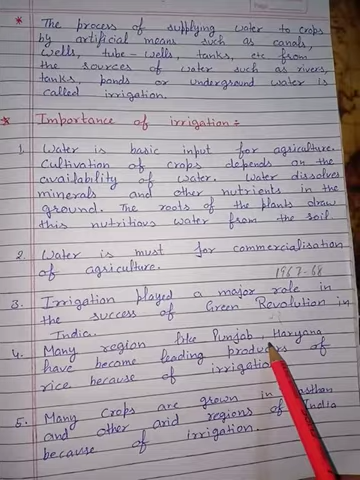 * The process of supplying water to crops
by artificial means such as canals,
wells, tube-wells, tanks, etc from
the sources of water such as rivers,
tanks, ponds or underground water is
called irrigation.
* Importance of irrigation:-
1. Water is basic input for agriculture.
Cultivation of crops depends on the
availability of water. Water dissolves
minerals and other nutrients in the
ground. The roots of the plants draw
this nutritious water from the soil
2. Water is must for commercialisation
of agriculture.
1967-68
3. Irrigation played a major role in
the success of Green Revolution in
India.
4. Many region like Punjab, Haryana
have become leading producers of
rice because of irrigation
5. Many crops are grown in
and other arid regions of India
because of irrigation.